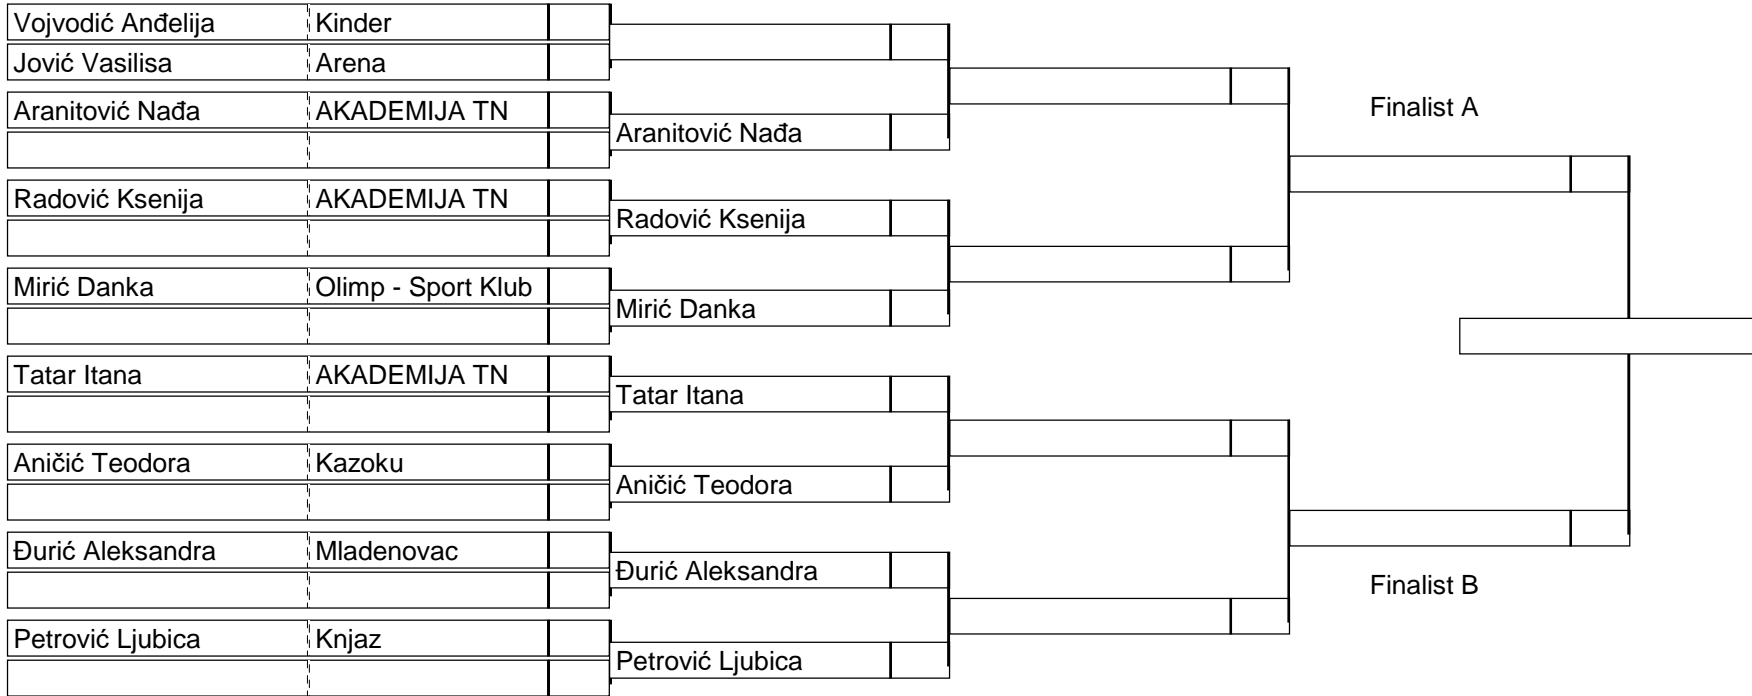 Vojvodić Anđelija Kinder
Jović Vasilisa Arena
Aranitović Nađa AKADEMIJA TN
Aranitović Nađa
Radović Ksenija AKADEMIJA TN
Radović Ksenija
Mirić Danka Olimp - Sport Klub
Mirić Danka
Tatar Itana AKADEMIJA TN
Tatar Itana
Aničić Teodora Kazoku
Aničić Teodora
Đurić Aleksandra Mladenovac
Đurić Aleksandra
Petrović Ljubica Knjaz
Petrović Ljubica
Finalist A
Finalist B